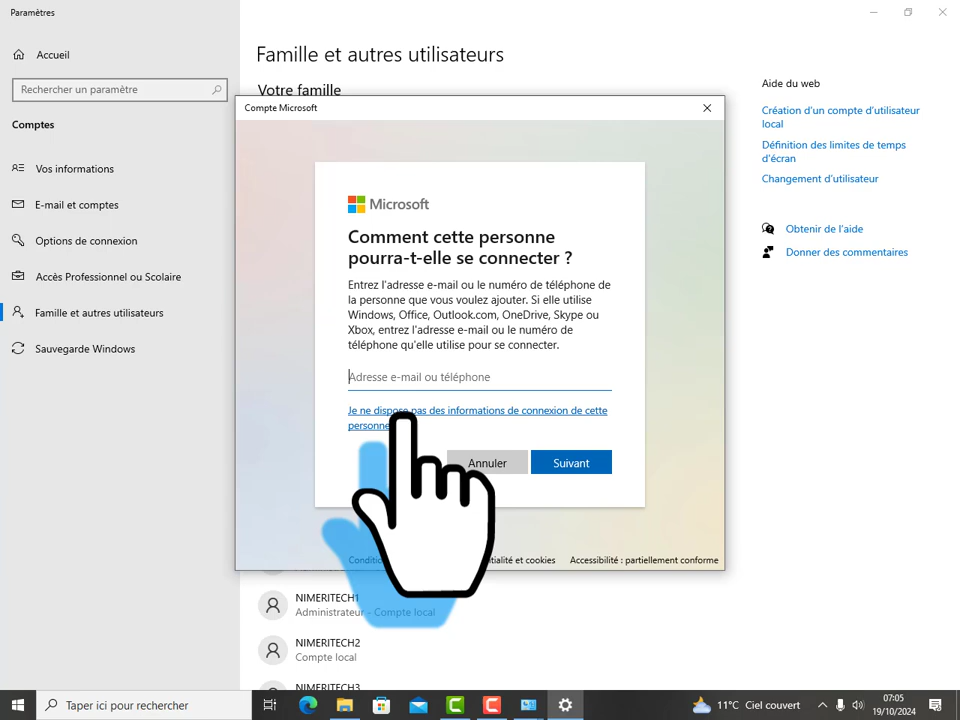 Paramètres
Accueil
Rechercher un paramètre
Comptes
Vos informations
E-mail et comptes
Options de connexion
Accès Professionnel ou Scolaire
Famille et autres utilisateurs
Sauvegarde Windows
Famille et autres utilisateurs
Votre famille
Compte Microsoft
Microsoft
Comment cette personne
pourra-t-elle se connecter ?
Entrez l'adresse e-mail ou le numéro de téléphone de
la personne que vous voulez ajouter. Si elle utilise
Windows, Office, Outlook.com, OneDrive, Skype ou
Xbox, entrez l'adresse e-mail ou le numéro de
téléphone qu'elle utilise pour se connecter.
Adresse e-mail ou téléphone
Je ne dispose pas des informations de connexion de cette
personne
Annuler
Suivant
et cookies
Accessibilité : partiellement conforme
NIMERITECH1
Administrateur - Compte local
NIMERITECH2
Compte local
NIMERITECH3
Aide du web
Création d'un compte d'utilisateur
local
Définition des limites de temps
d'écran
Changement d'utilisateur
Obtenir de l'aide
Donner des commentaires
Taper ici pour rechercher
11°C Ciel couvert
07:05
19/10/2024